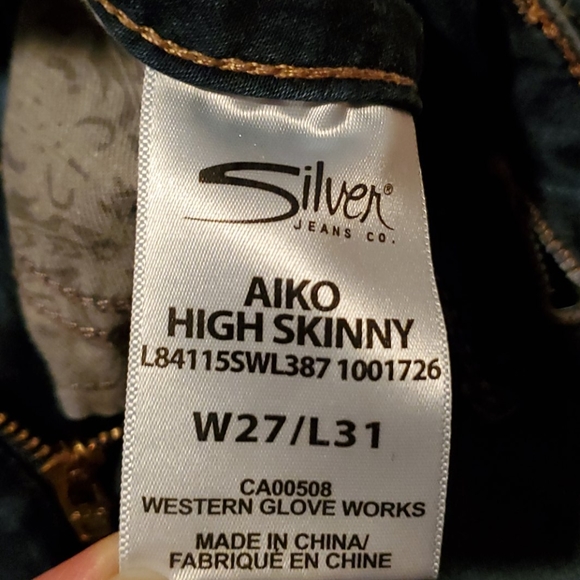 Silver®
JEANS CO.
AIKO
HIGH SKINNY
L84115SWL387 1001726
W27/L31
CA00508
WESTERN GLOVE WORKS
MADE IN CHINA/
FABRIQUÉ EN CHINE